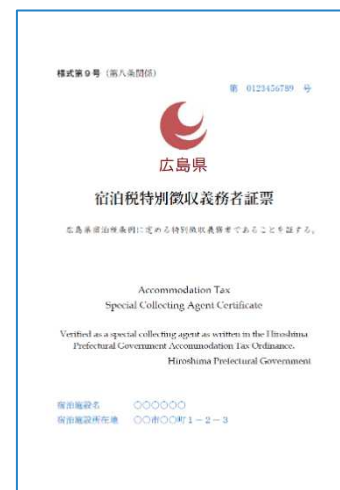 様式第９号（第八条関係）
第 0123456789 号
広島県
宿泊税特別徴収義務者証票
広島県宿泊税条例に定める特別徴収義務者であることを証する。
Accommodation Tax
Special Collecting Agent Certificate
Verified as a special collecting agent as written in the Hiroshima
Prefectural Government Accommodation Tax Ordinance.
Hiroshima Prefectural Government
宿泊施設名 〇〇〇〇〇〇
宿泊施設所在地 〇〇市〇〇町１－２－３